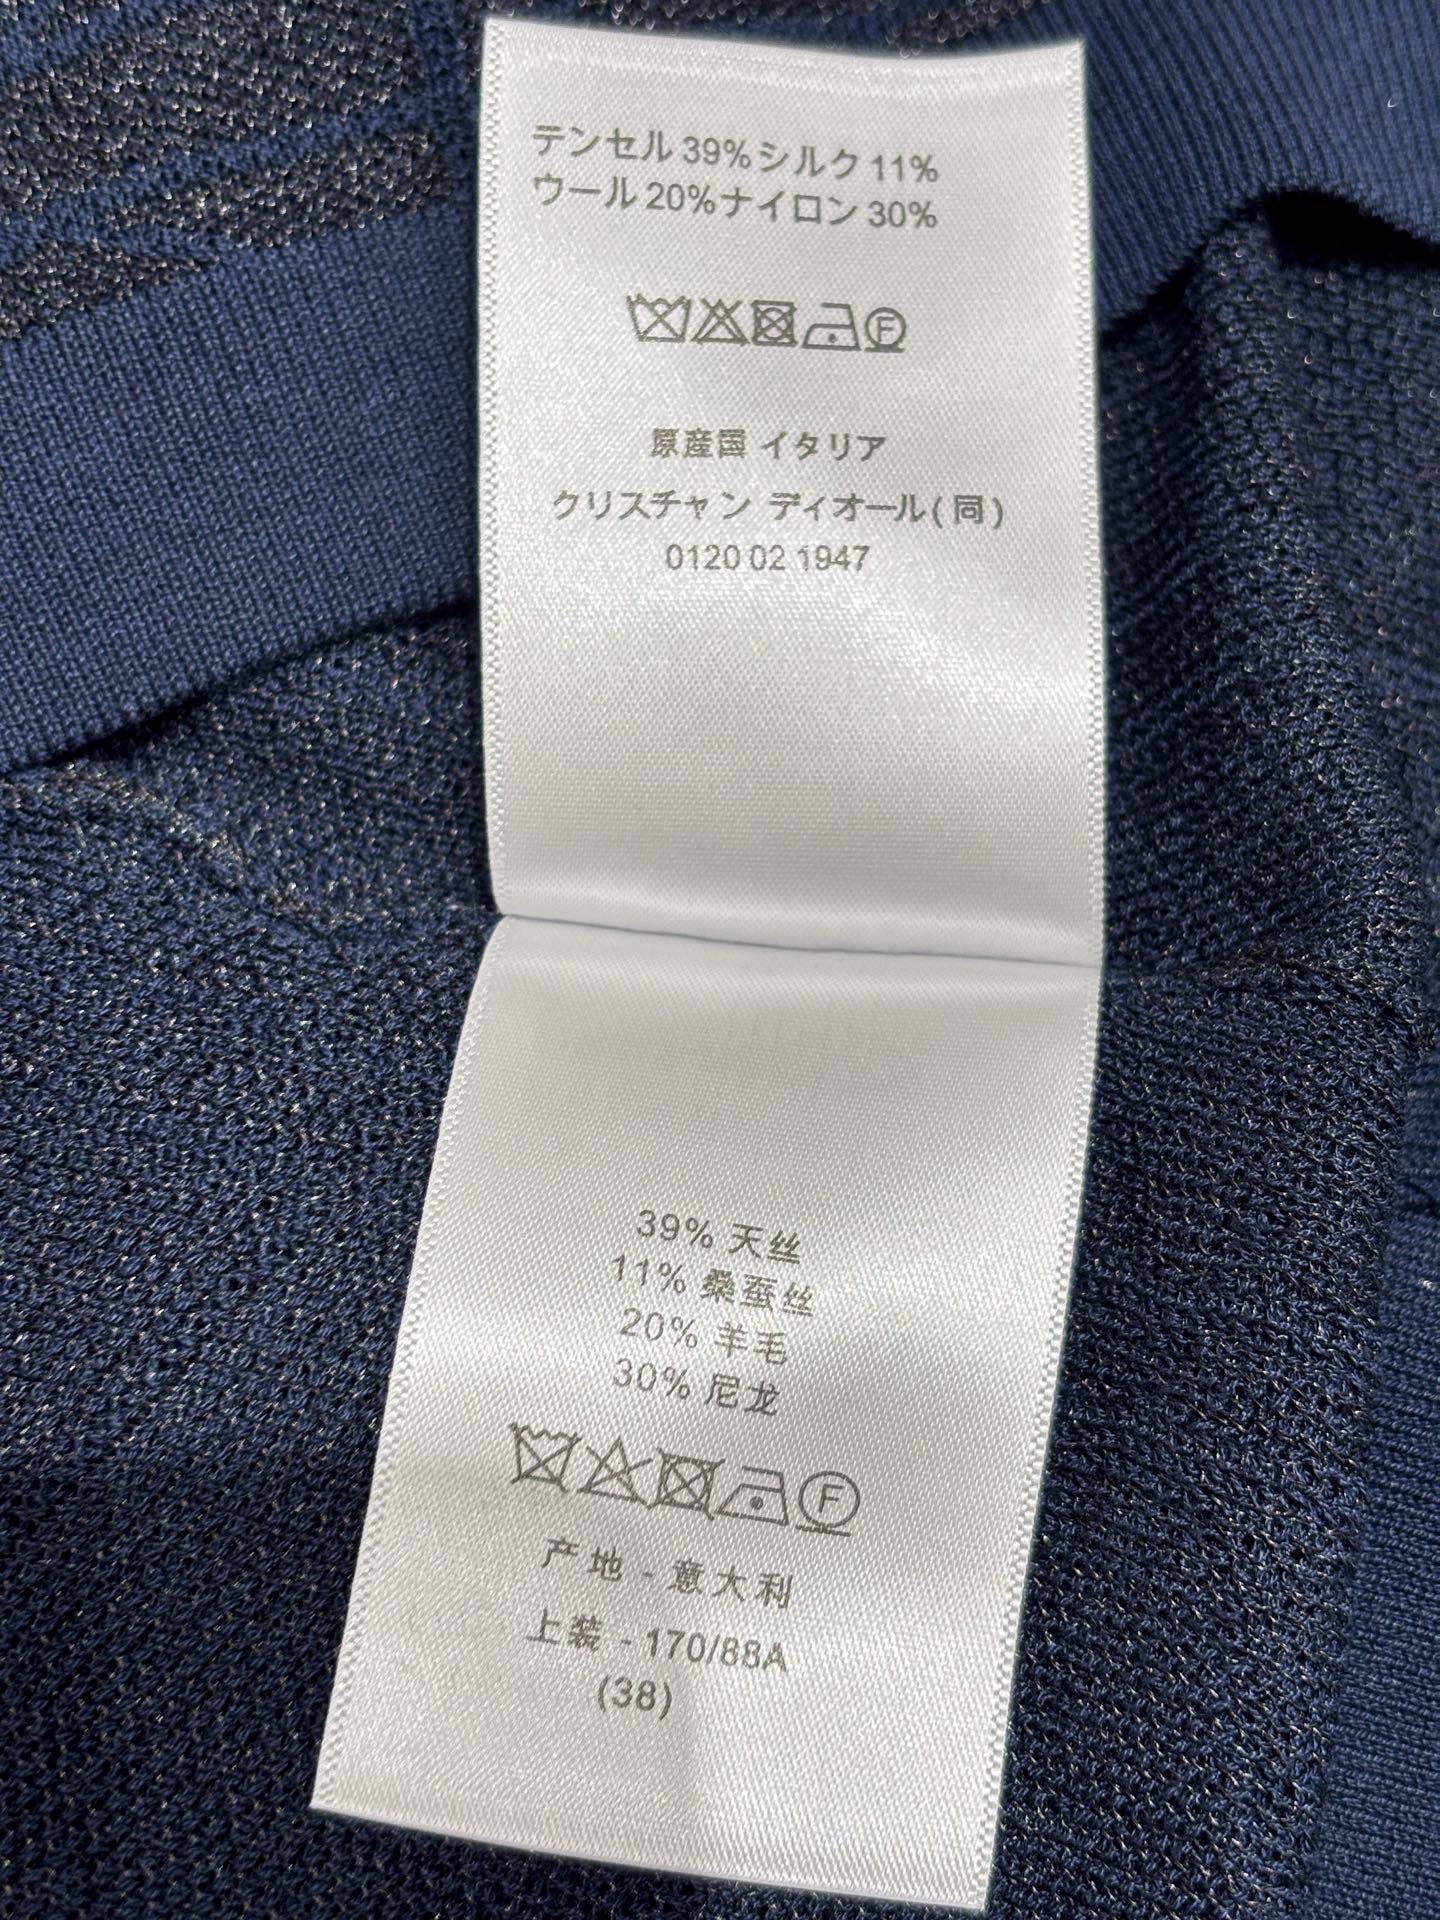 テンセル 39%シルク 11%
ウール 20%ナイロン 30%
F
原産国 イタリア
クリスチャン ディオール(同)
0120 02 1947
39% 天丝
11% 桑蚕丝
20% 羊毛
30% 尼龙
F
产地 - 意大利
上装 - 170/88A
(38)